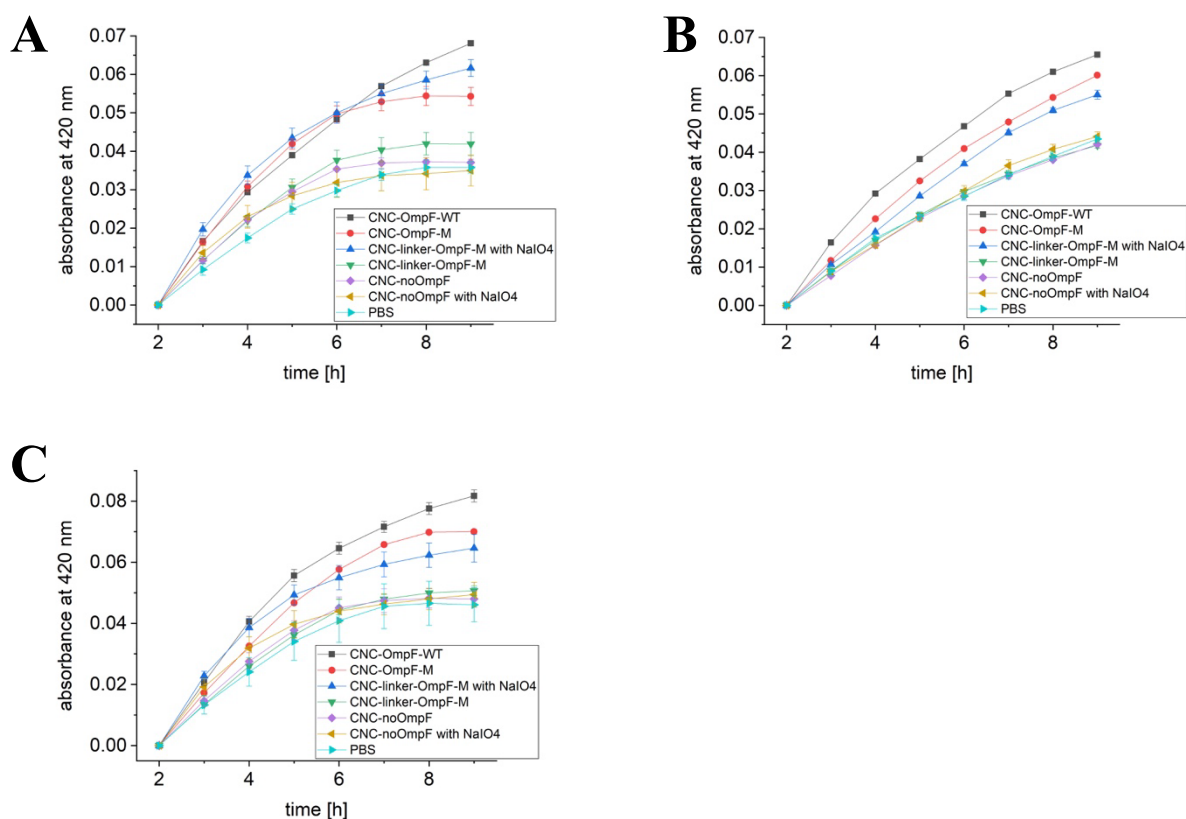 A
absorbance at 420 nm
0.07
0.06
0.05
0.04
0.03
0.02
0.01
0.00
CNC-OmpF-WT
CNC-OmpF-M
CNC-linker-OmpF-M with NaIO4
CNC-linker-OmpF-M
CNC-noOmpF
CNC-noOmpF with NaIO4
PBS
2 4 6 8
time [h]
B
absorbance at 420 nm
0.07
0.06
0.05
0.04
0.03
0.02
0.01
0.00
CNC-OmpF-WT
CNC-OmpF-M
CNC-linker-OmpF-M with NaIO4
CNC-linker-OmpF-M
CNC-noOmpF
CNC-noOmpF with NaIO4
PBS
2 4 6 8
time [h]
C
absorbance at 420 nm
0.08
0.06
0.04
0.02
0.00
CNC-OmpF-WT
CNC-OmpF-M
CNC-linker-OmpF-M with NaIO4
CNC-linker-OmpF-M
CNC-noOmpF
CNC-noOmpF with NaIO4
PBS
2 4 6 8
time [h]